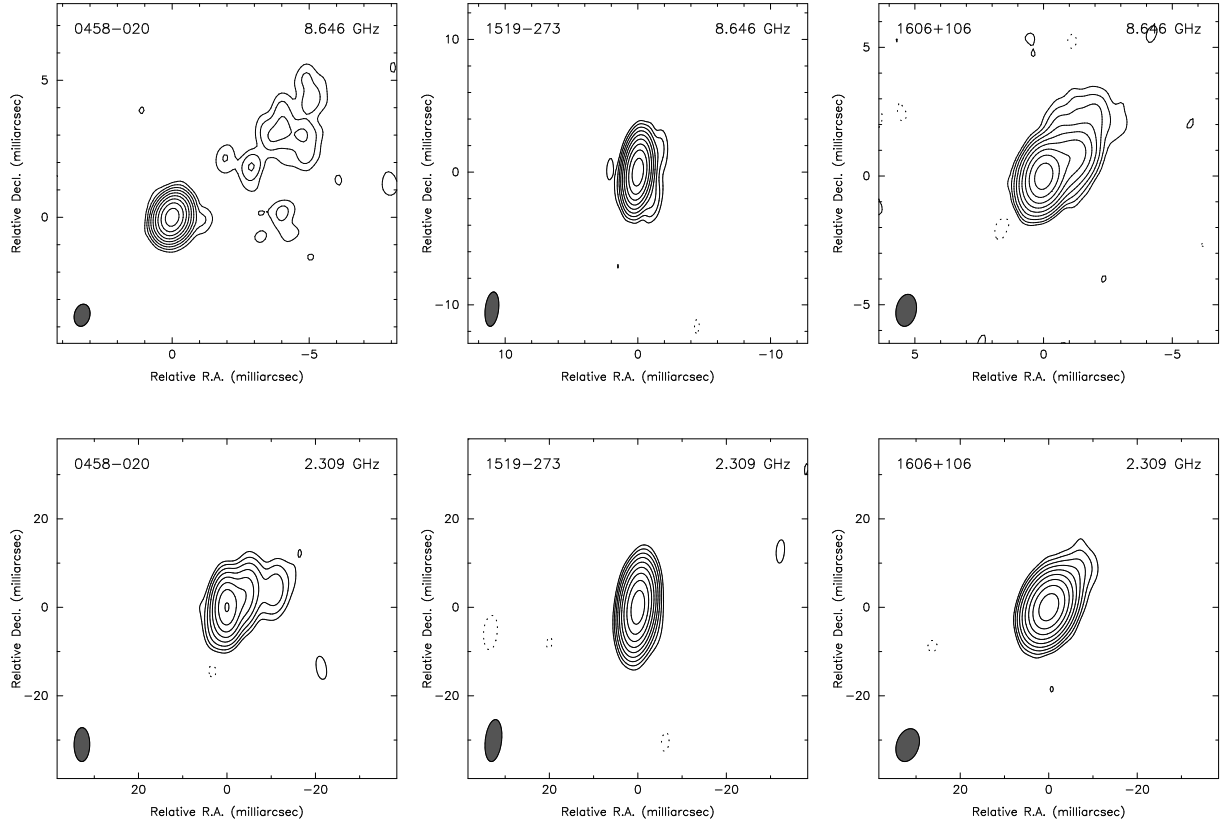 0458−020 8.646 GHz
5
0
Relative Decl. (milliarcsec)
0 −5
Relative R.A. (milliarcsec)
1519−273 8.646 GHz
10
0
−10
Relative Decl. (milliarcsec)
10 0 −10
Relative R.A. (milliarcsec)
1606+106 8.646 GHz
5
0
−5
Relative Decl. (milliarcsec)
5 0 −5
Relative R.A. (milliarcsec)
0458−020 2.309 GHz
20
0
−20
Relative Decl. (milliarcsec)
20 0 −20
Relative R.A. (milliarcsec)
1519−273 2.309 GHz
20
0
−20
Relative Decl. (milliarcsec)
20 0 −20
Relative R.A. (milliarcsec)
1606+106 2.309 GHz
20
0
−20
Relative Decl. (milliarcsec)
20 0 −20
Relative R.A. (milliarcsec)